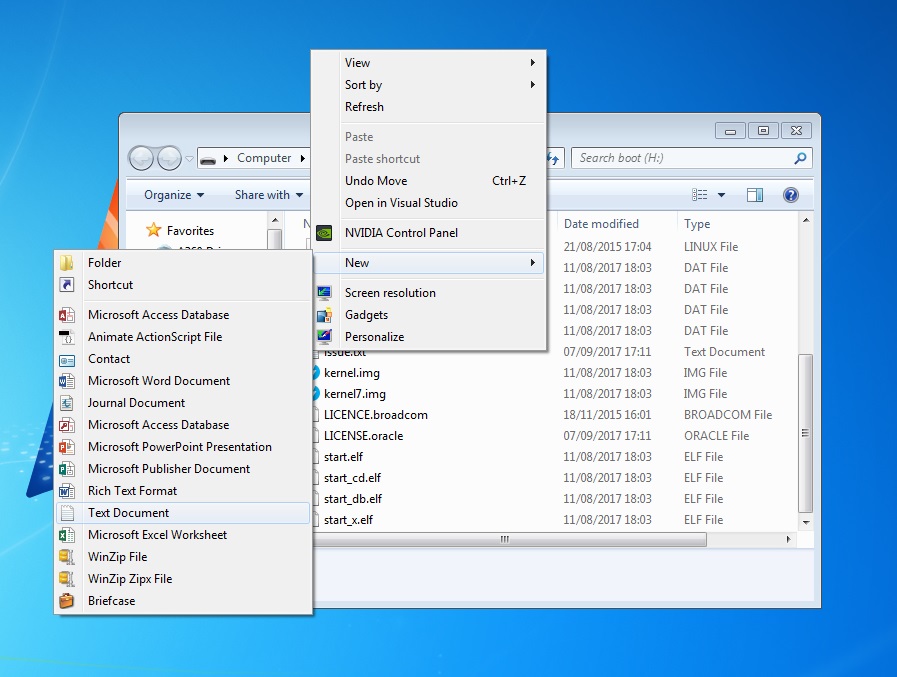 View
Sort by
Refresh
Paste
Paste shortcut
Undo Move Ctrl+Z
Open in Visual Studio
NVIDIA Control Panel
New
Screen resolution
Gadgets
Personalize
Computer
Search boot (H:)
Organize
Share with
Favorites
Date modified Type
21/08/2015 17:04 LINUX File
11/08/2017 18:03 DAT File
11/08/2017 18:03 DAT File
11/08/2017 18:03 DAT File
11/08/2017 18:03 DAT File
issue.txt 07/09/2017 17:11 Text Document
kernel.img 11/08/2017 18:03 IMG File
kernel7.img 11/08/2017 18:03 IMG File
LICENCE.broadcom 18/11/2015 16:01 BROADCOM File
LICENSE.oracle 07/09/2017 17:11 ORACLE File
start.elf 11/08/2017 18:03 ELF File
start_cd.elf 11/08/2017 18:03 ELF File
start_db.elf 11/08/2017 18:03 ELF File
start_x.elf 11/08/2017 18:03 ELF File
Folder
Shortcut
Microsoft Access Database
Animate ActionScript File
Contact
Microsoft Word Document
Journal Document
Microsoft Access Database
Microsoft PowerPoint Presentation
Microsoft Publisher Document
Rich Text Format
Text Document
Microsoft Excel Worksheet
WinZip File
WinZip Zipx File
Briefcase